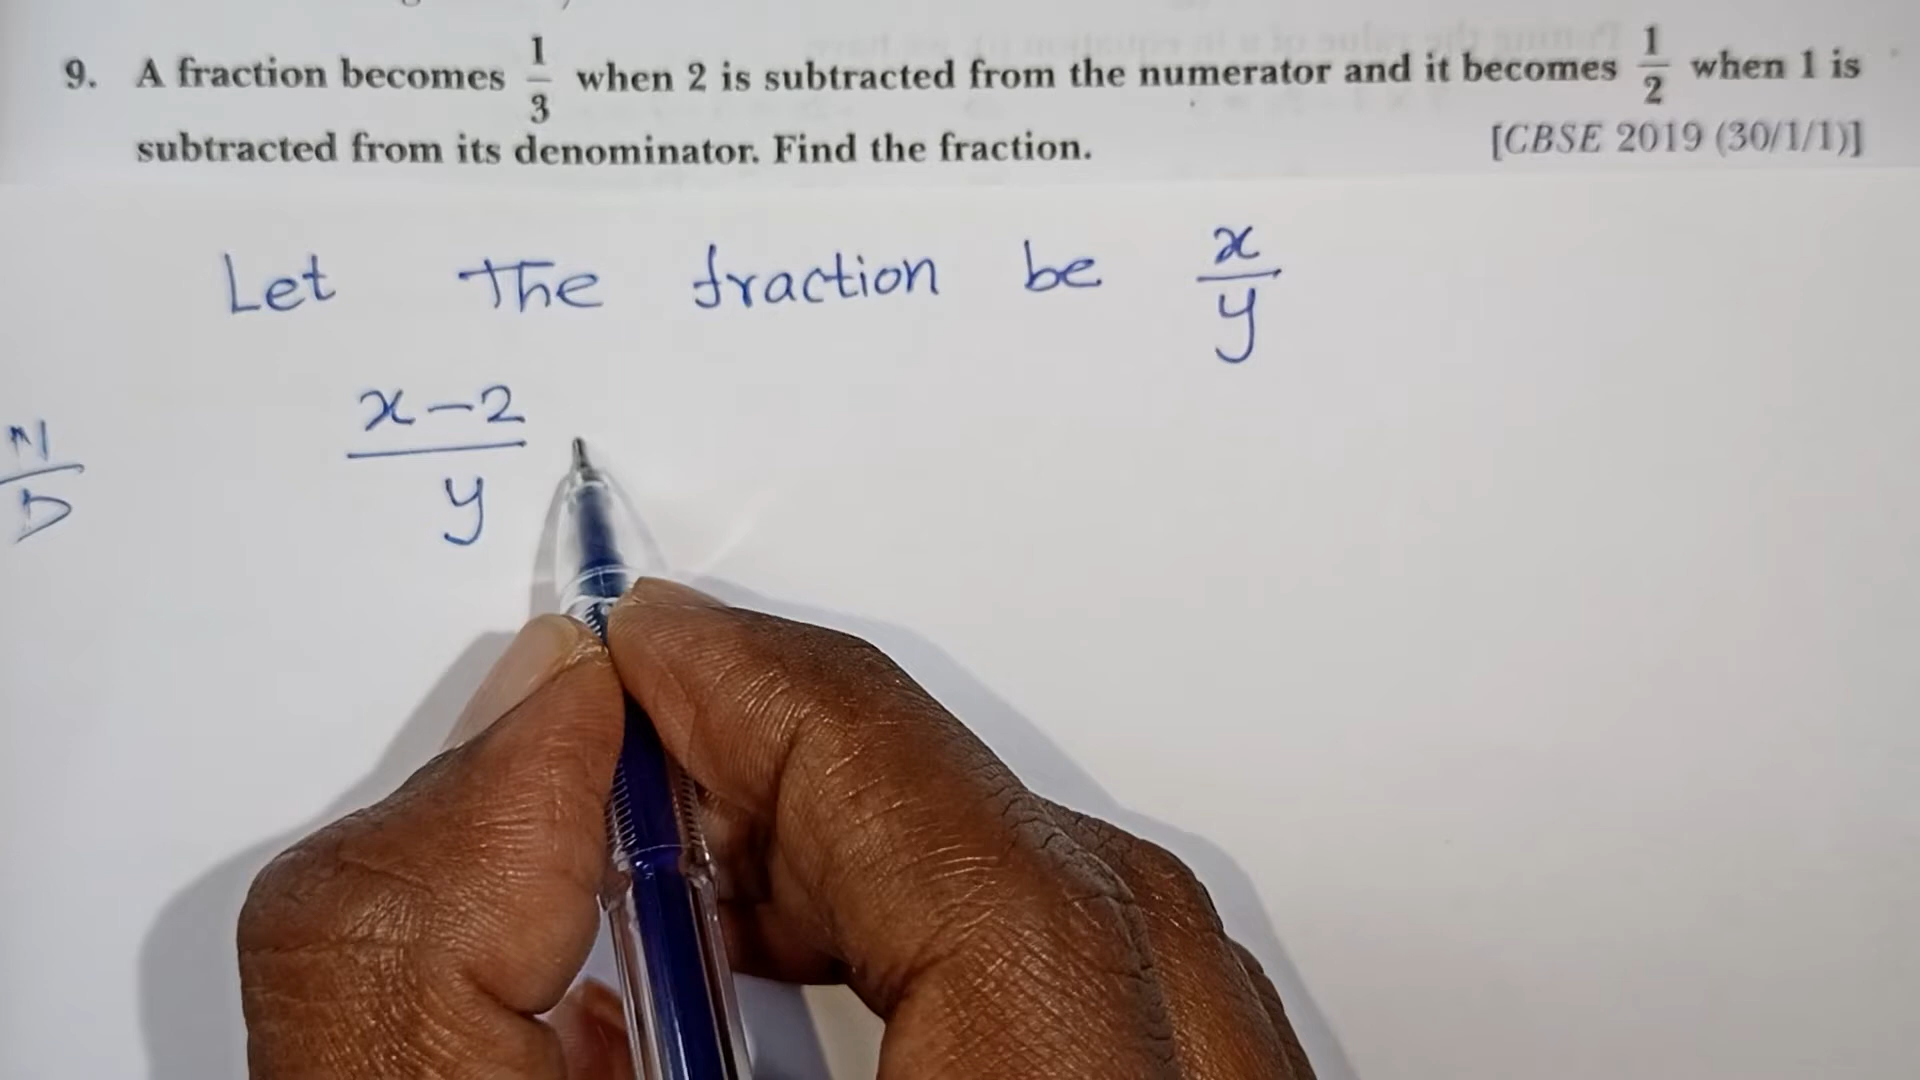 9. A fraction becomes 1/3 when 2 is subtracted from the numerator and it becomes 1/2 when 1 is
subtracted from its denominator. Find the fraction. [CBSE 2019 (30/1/1)]
Let The fraction be x/y
N/D
x-2/y